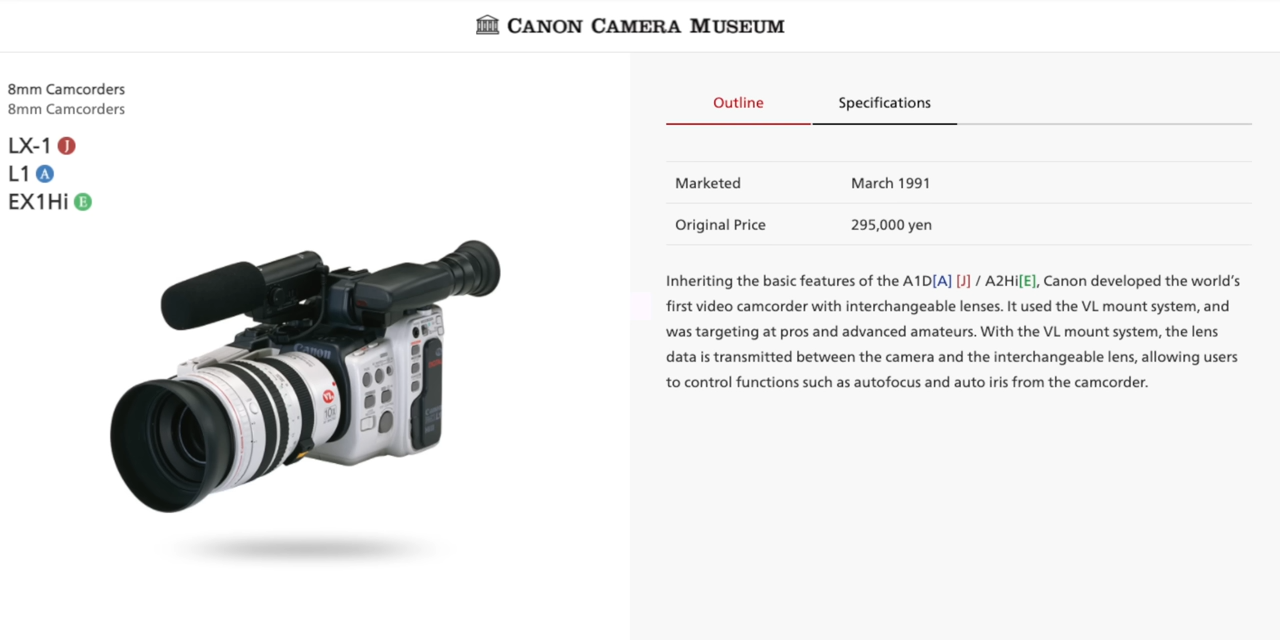 CANON CAMERA MUSEUM
8mm Camcorders
8mm Camcorders
LX-1 J
L1 A
EX1Hi E
Canon
VL
10x
Outline
Specifications
Marketed March 1991
Original Price 295,000 yen
Inheriting the basic features of the A1D[A] [J] / A2Hi[E], Canon developed the world's
first video camcorder with interchangeable lenses. It used the VL mount system, and
was targeting at pros and advanced amateurs. With the VL mount system, the lens
data is transmitted between the camera and the interchangeable lens, allowing users
to control functions such as autofocus and auto iris from the camcorder.